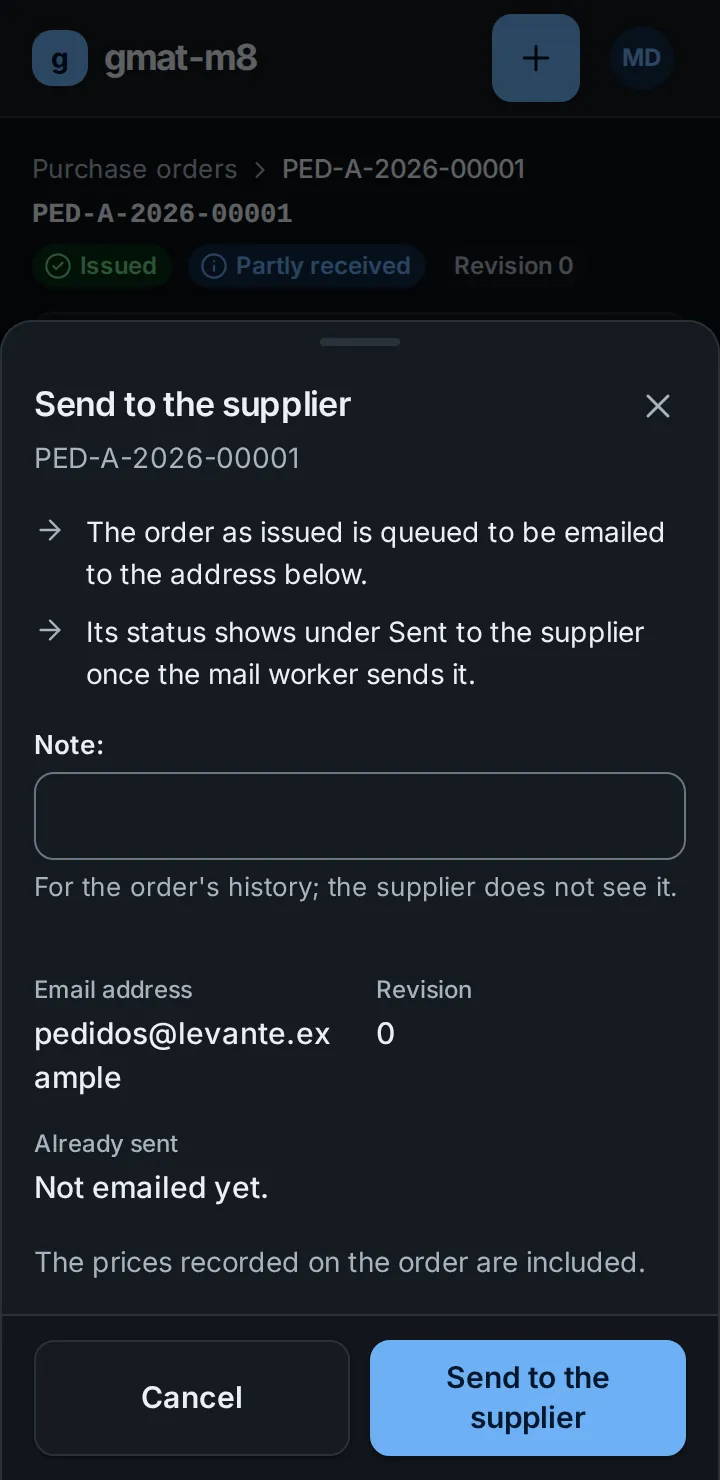 g gmat-m8 + MD
Purchase orders > PED-A-2026-00001
PED-A-2026-00001
Issued Partly received Revision 0
Send to the supplier
PED-A-2026-00001
→ The order as issued is queued to be emailed
to the address below.
→ Its status shows under Sent to the supplier
once the mail worker sends it.
Note:
For the order's history; the supplier does not see it.
Email address Revision
pedidos@levante.ex 0
ample
Already sent
Not emailed yet.
The prices recorded on the order are included.
Cancel Send to the
supplier